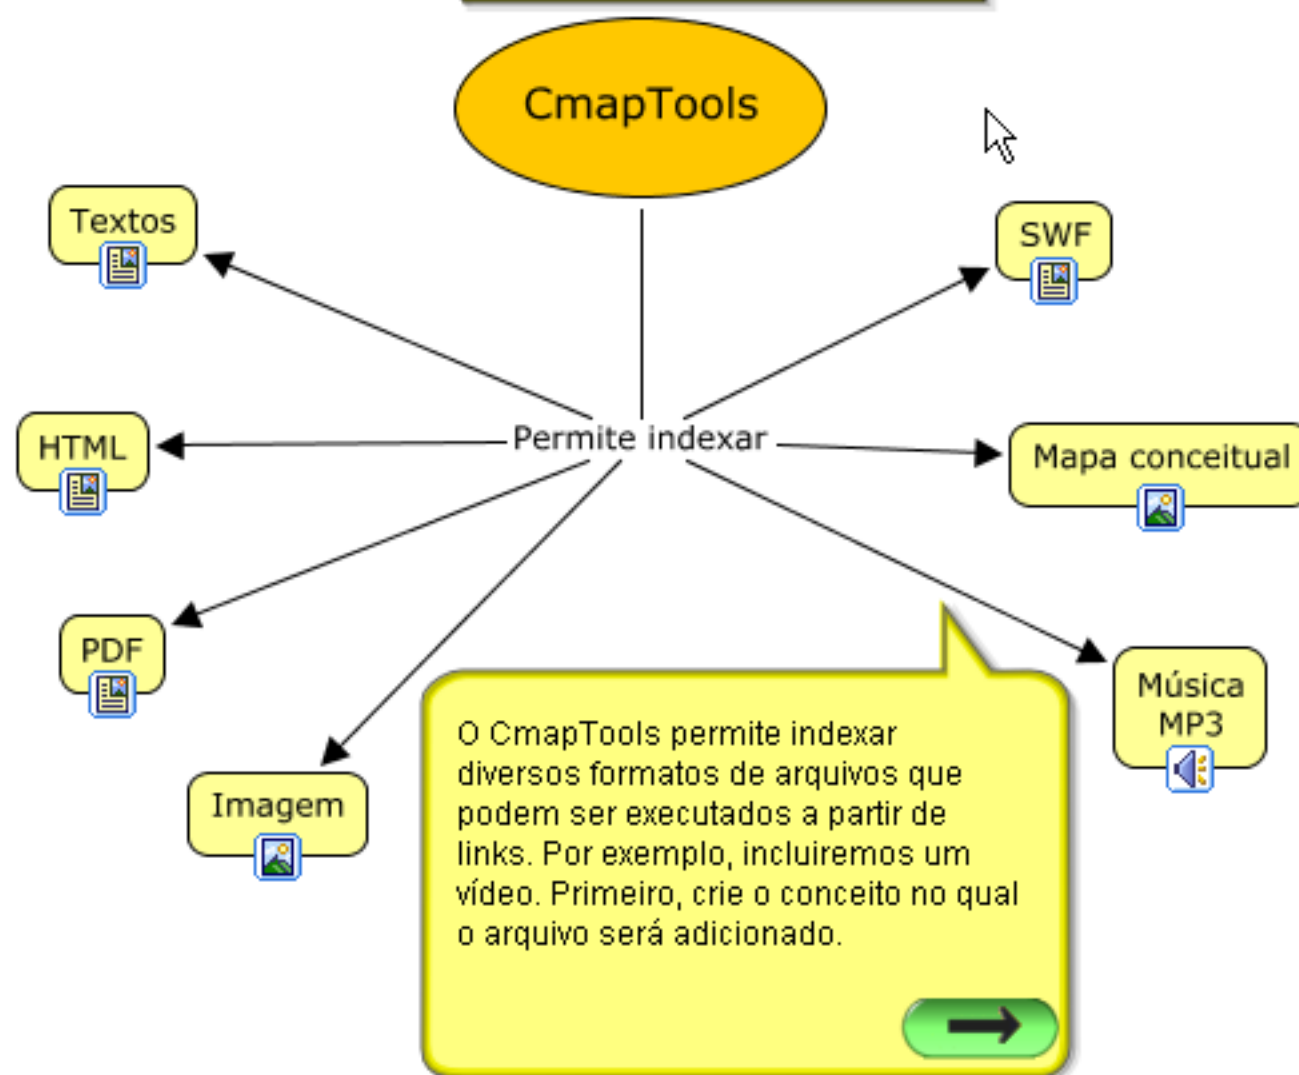 CmapTools
Textos
SWF
Permite indexar
HTML
Mapa conceitual
PDF
Música
MP3
Imagem
O CmapTools permite indexar
diversos formatos de arquivos que
podem ser executados a partir de
links. Por exemplo, incluiremos um
vídeo. Primeiro, crie o conceito no qual
o arquivo será adicionado.